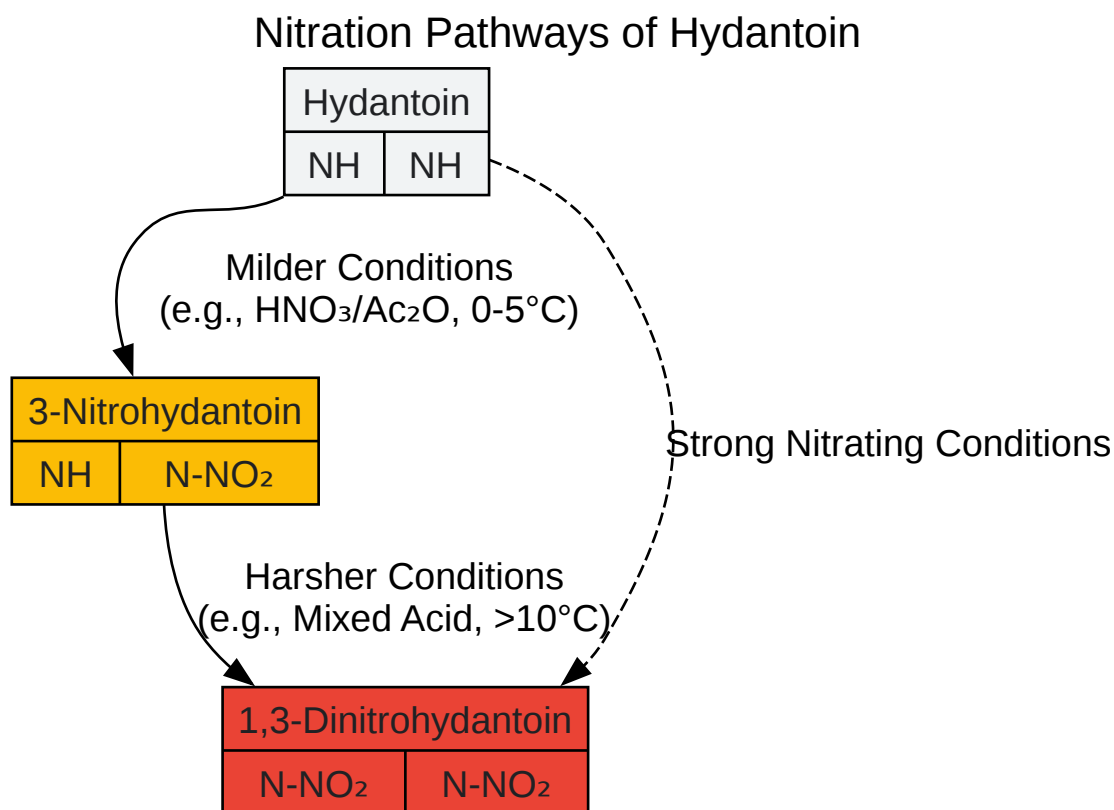 Nitration Pathways of Hydantoin
Hydantoin
NH NH
Milder Conditions
(e.g., HNO₃/Ac₂O, 0-5°C)
3-Nitrohydantoin
NH N-NO₂
Strong Nitrating Conditions
Harsher Conditions
(e.g., Mixed Acid, >10°C)
1,3-Dinitrohydantoin
N-NO₂ N-NO₂